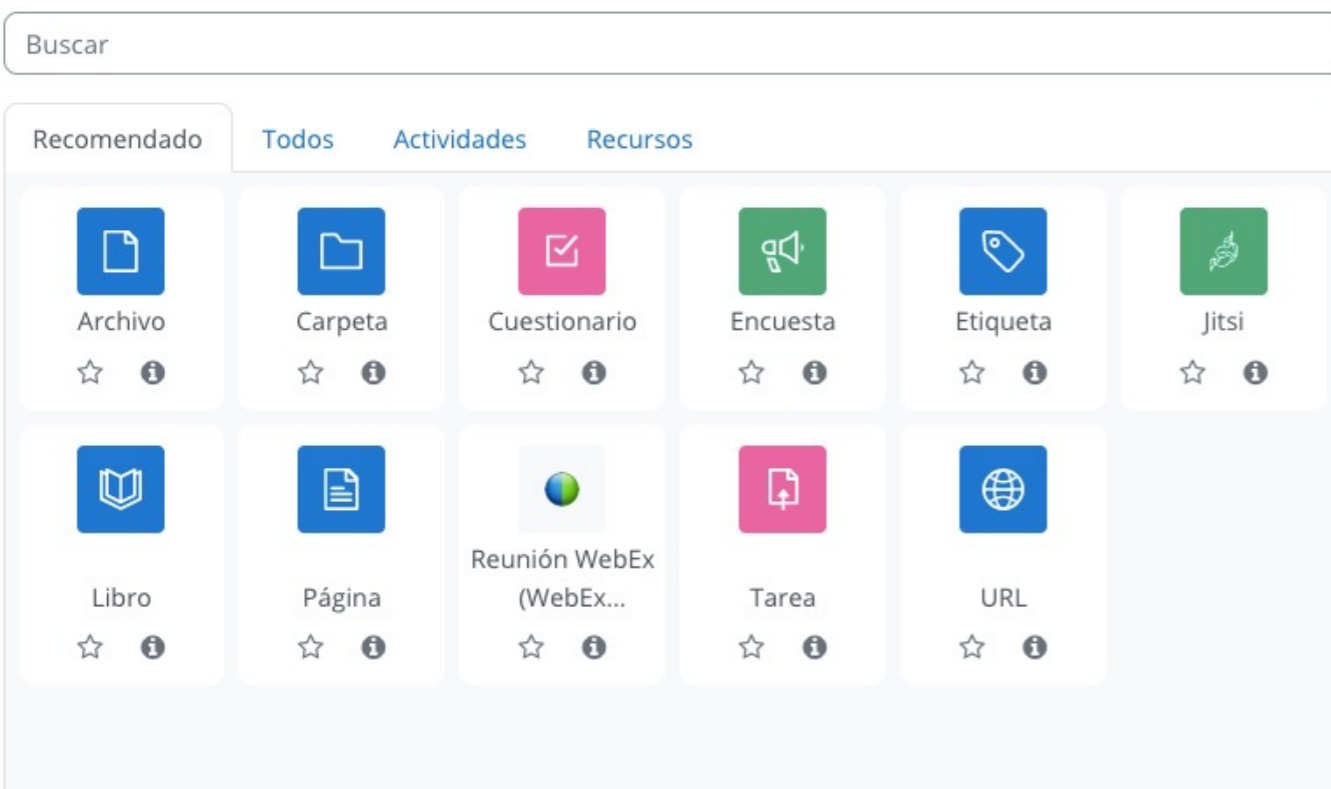 Buscar
Recomendado Todos Actividades Recursos
Archivo Carpeta Cuestionario Encuesta Etiqueta Jitsi
Libro Página Reunión WebEx (WebEx... Tarea URL